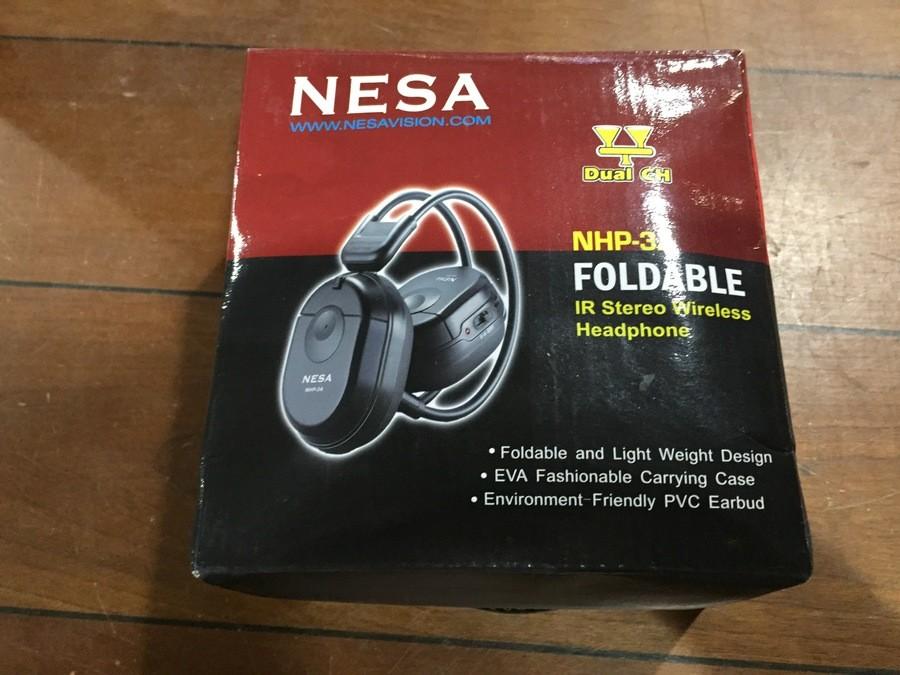 NESA
WWW.NESAVISION.COM
Dual CH
FOLDABLE
IR Stereo Wireless
Headphone
NESA
• Foldable and Light Weight Design
• EVA Fashionable Carrying Case
• Environment-Friendly PVC Earbud